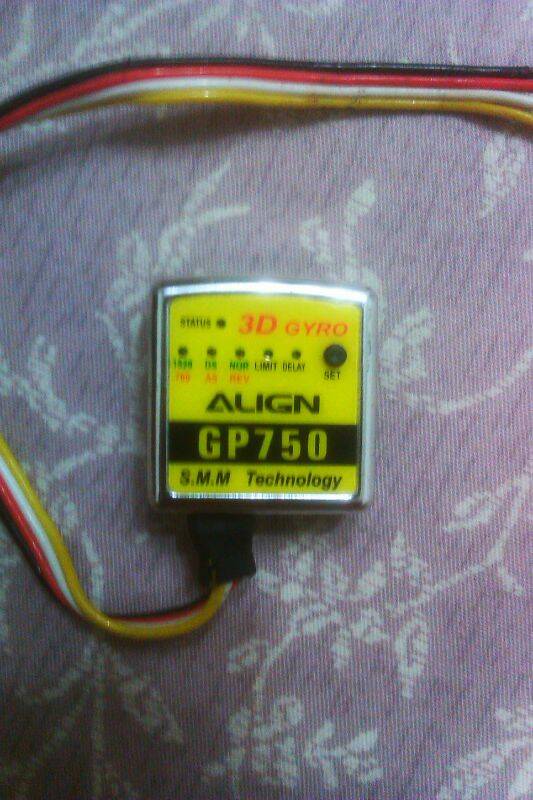 STATUS 3D GYRO
1520 DS NOR LIMIT DELAY
760 AS REV SET
ALIGN
GP750
S.M.M Technology